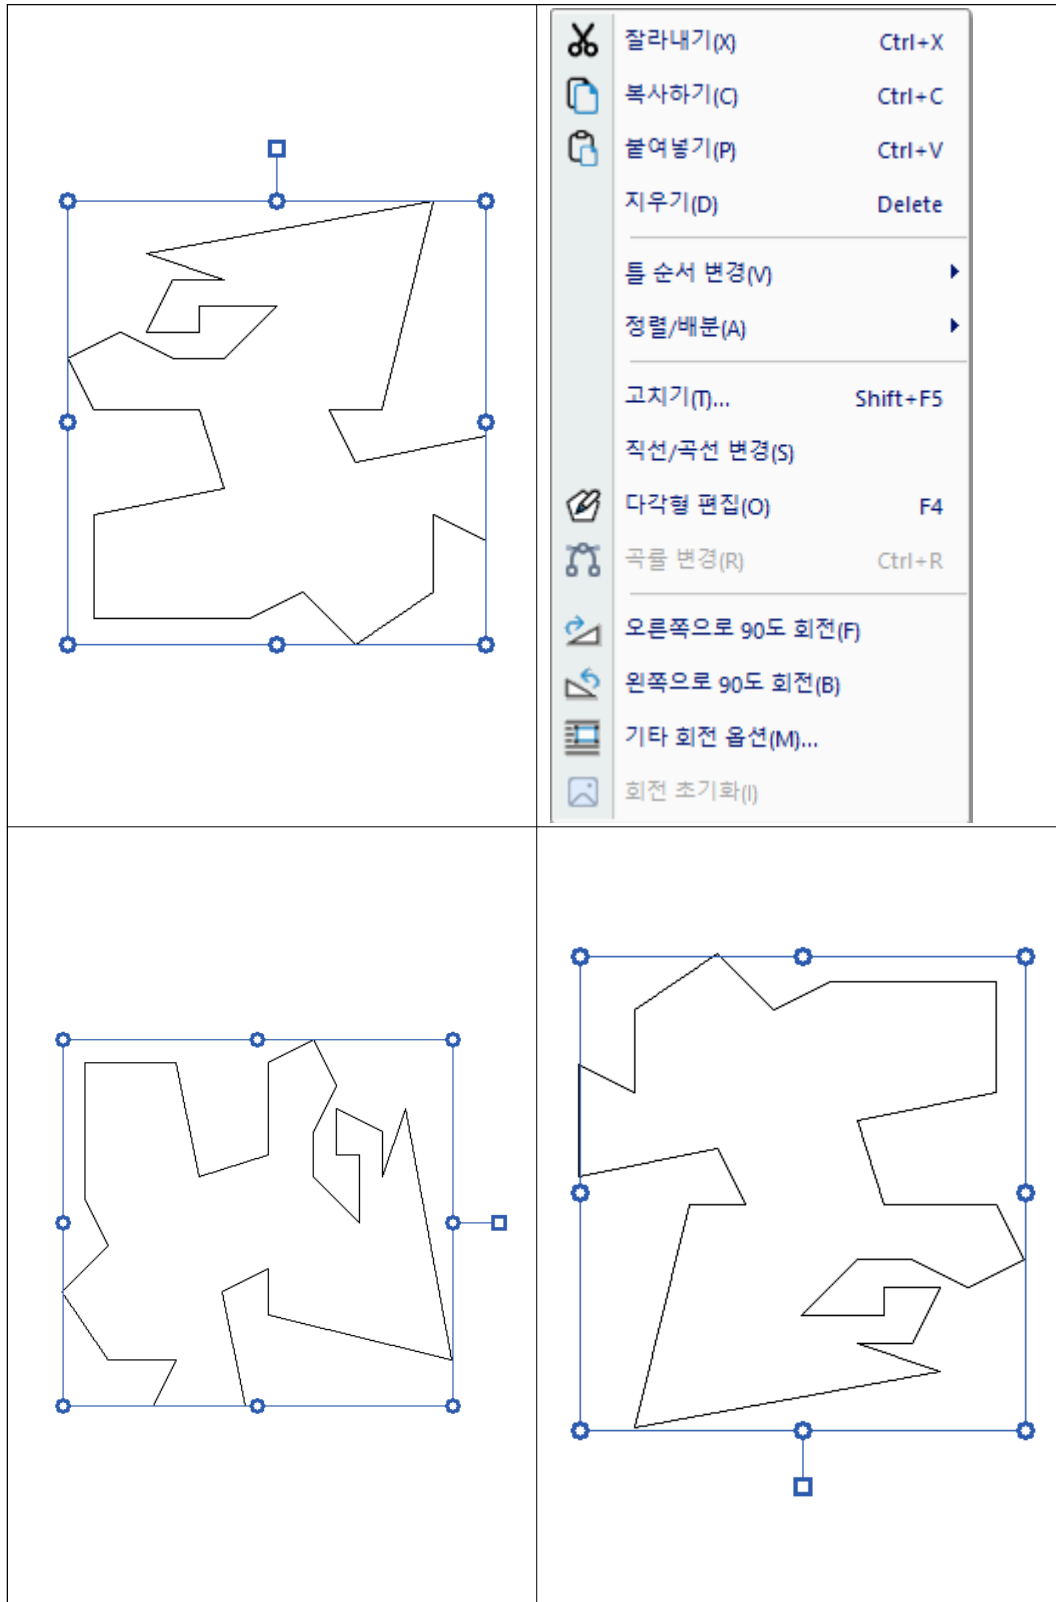 잘라내기(X) Ctrl+X
복사하기(C) Ctrl+C
붙여넣기(P) Ctrl+V
지우기(D) Delete
틀 순서 변경(V)
정렬/배분(A)
고치기(T)... Shift+F5
직선/곡선 변경(S)
다각형 편집(O) F4
곡률 변경(R) Ctrl+R
오른쪽으로 90도 회전(F)
왼쪽으로 90도 회전(B)
기타 회전 옵션(M)...
회전 초기화(I)